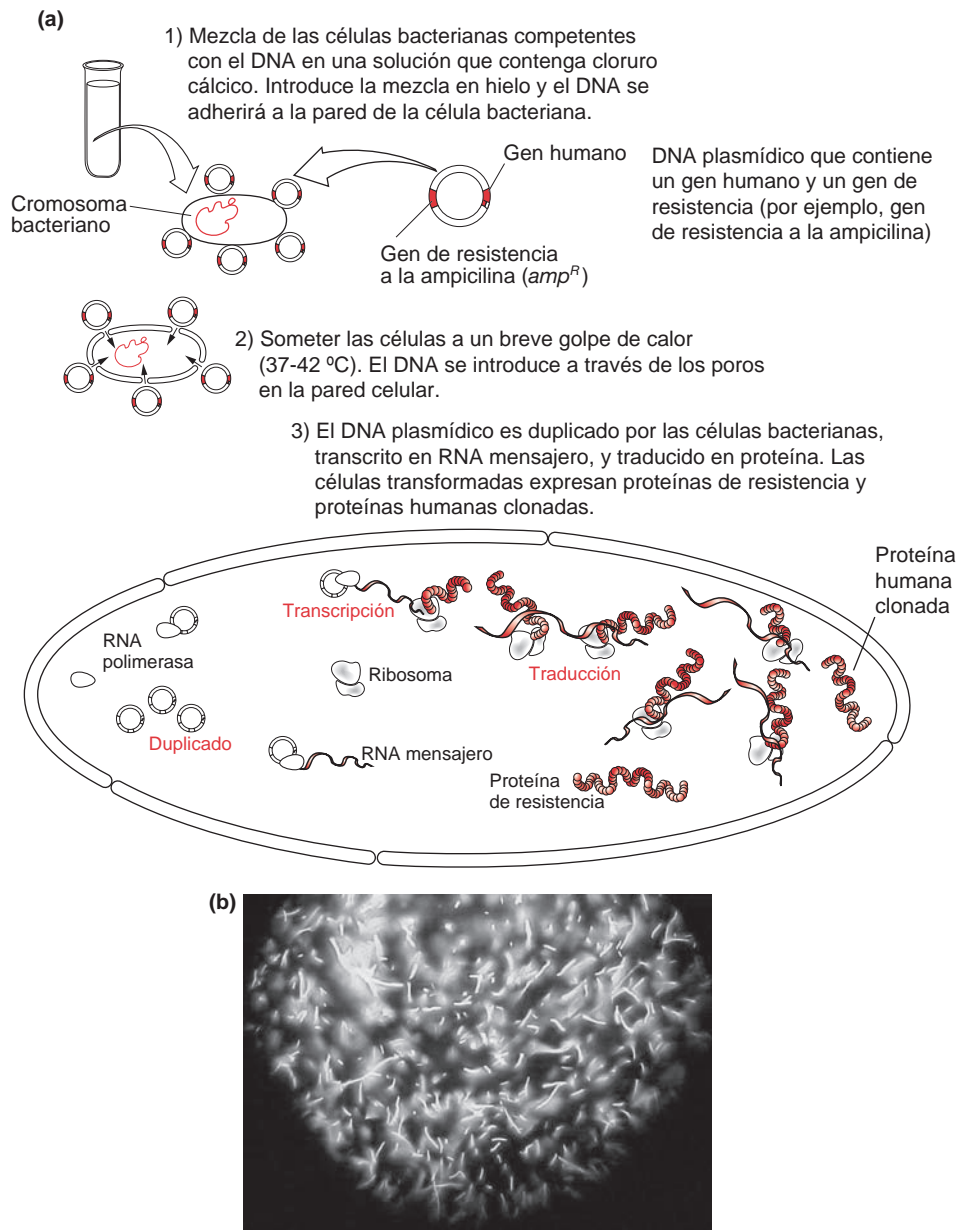 (a)
1) Mezcla de las células bacterianas competentes
con el DNA en una solución que contenga cloruro
cálcico. Introduce la mezcla en hielo y el DNA se
adherirá a la pared de la célula bacteriana.
Gen humano
DNA plasmídico que contiene
un gen humano y un gen de
resistencia (por ejemplo, gen
de resistencia a la ampicilina)
Cromosoma
bacteriano
Gen de resistencia
a la ampicilina (ampR)
2) Someter las células a un breve golpe de calor
(37-42 ºC). El DNA se introduce a través de los poros
en la pared celular.
3) El DNA plasmídico es duplicado por las células bacterianas,
transcrito en RNA mensajero, y traducido en proteína. Las
células transformadas expresan proteínas de resistencia y
proteínas humanas clonadas.
Proteína
humana
clonada
Transcripción
RNA
polimerasa
Ribosoma
Traducción
Duplicado
RNA mensajero
Proteína
de resistencia
(b)